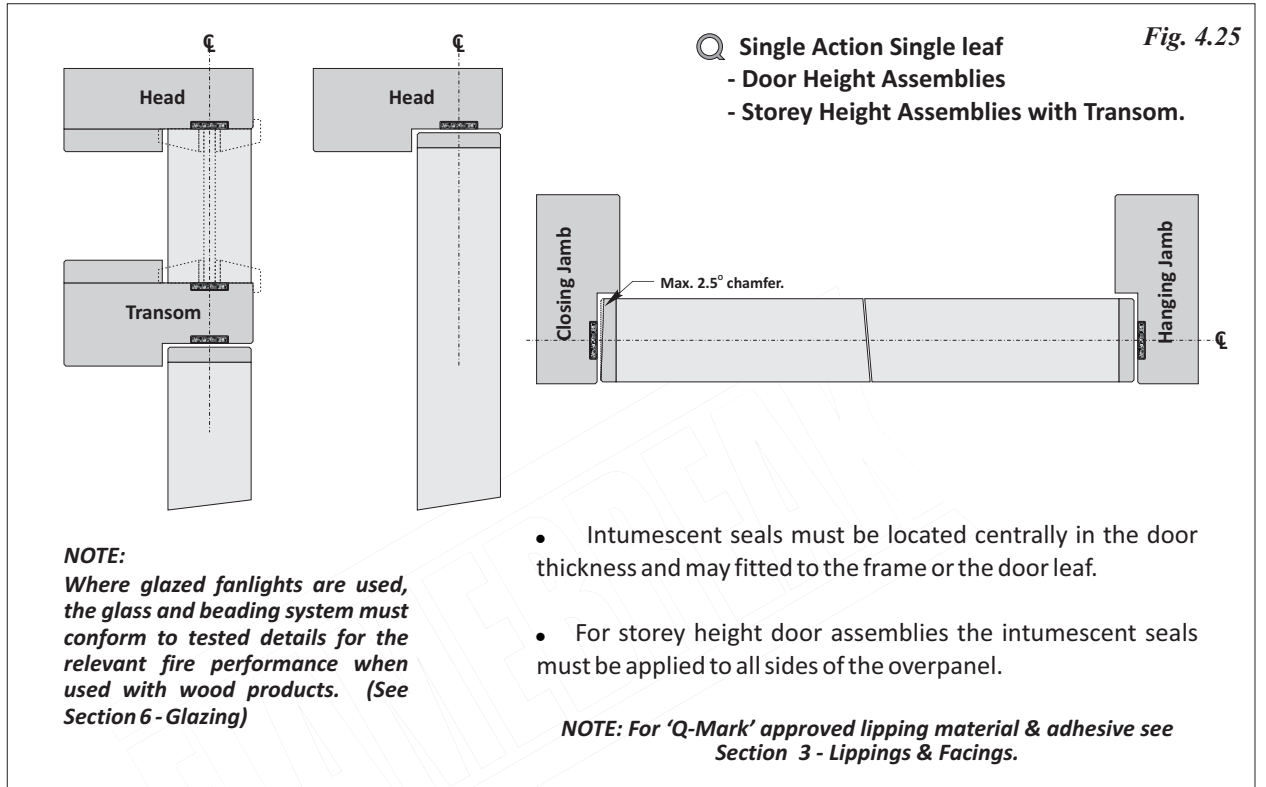 Fig. 4.25
Single Action Single leaf
- Door Height Assemblies
- Storey Height Assemblies with Transom.
℄
℄
Head
Head
Transom
Closing Jamb
Max. 2.5° chamfer.
Hanging Jamb
℄
NOTE:
Where glazed fanlights are used,
the glass and beading system must
conform to tested details for the
relevant fire performance when
used with wood products. (See
Section 6 - Glazing)
● Intumescent seals must be located centrally in the door
thickness and may fitted to the frame or the door leaf.
● For storey height door assemblies the intumescent seals
must be applied to all sides of the overpanel.
NOTE: For ‘Q-Mark’ approved lipping material & adhesive see
Section 3 - Lippings & Facings.
FLAMEBREAK